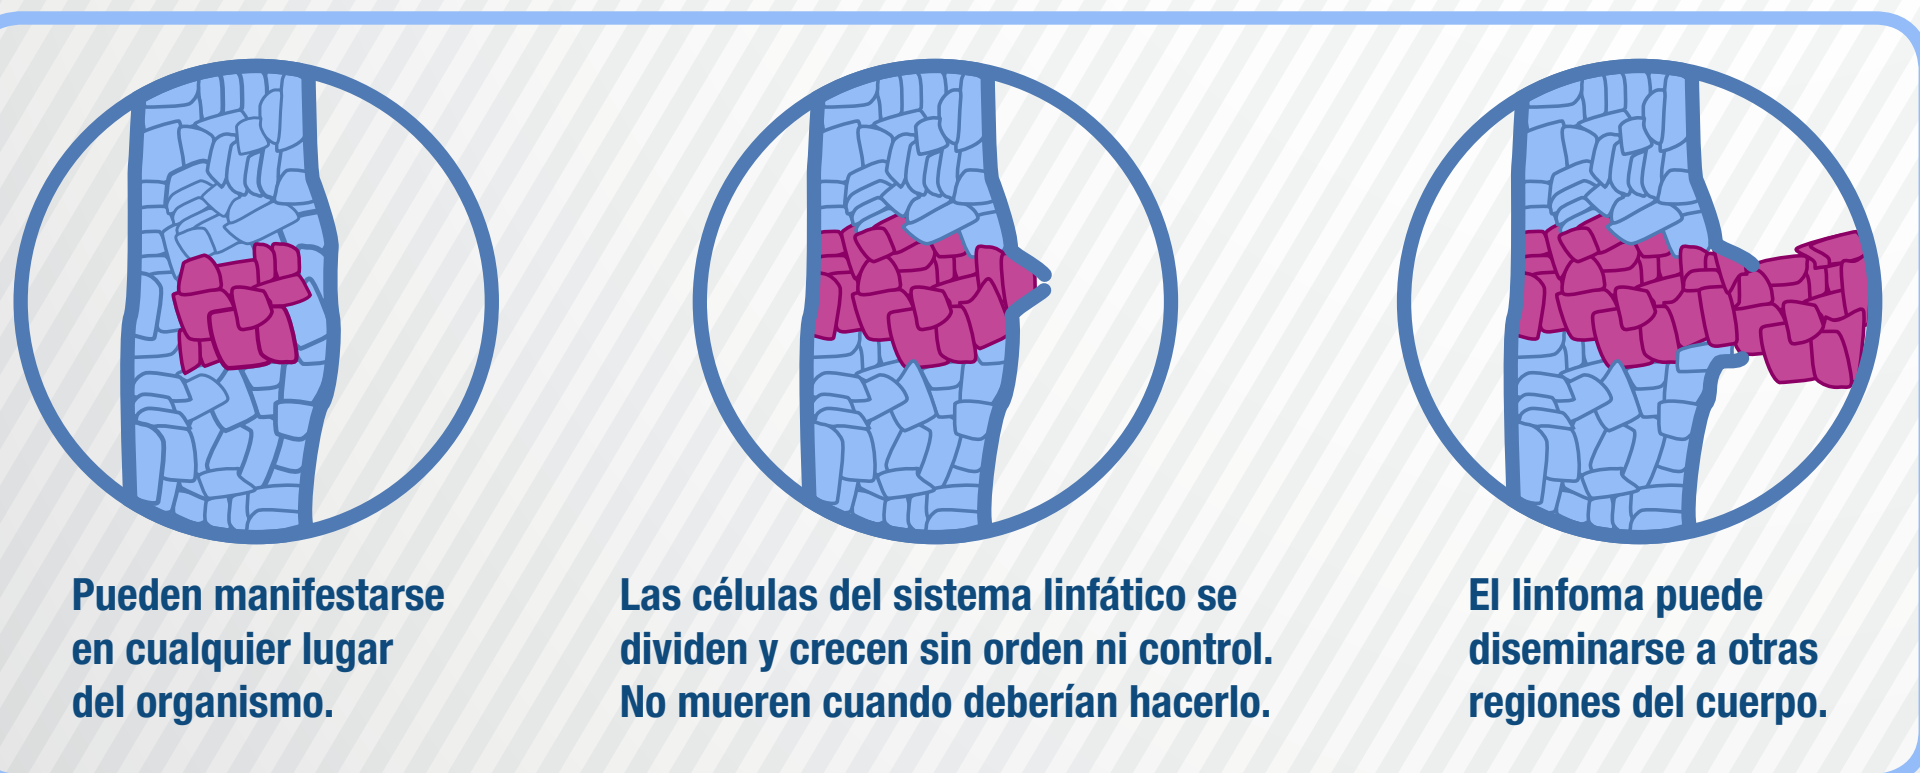 Pueden manifestarse
en cualquier lugar
del organismo.
Las células del sistema linfático se
dividen y crecen sin orden ni control.
No mueren cuando deberían hacerlo.
El linfoma puede
diseminarse a otras
regiones del cuerpo.